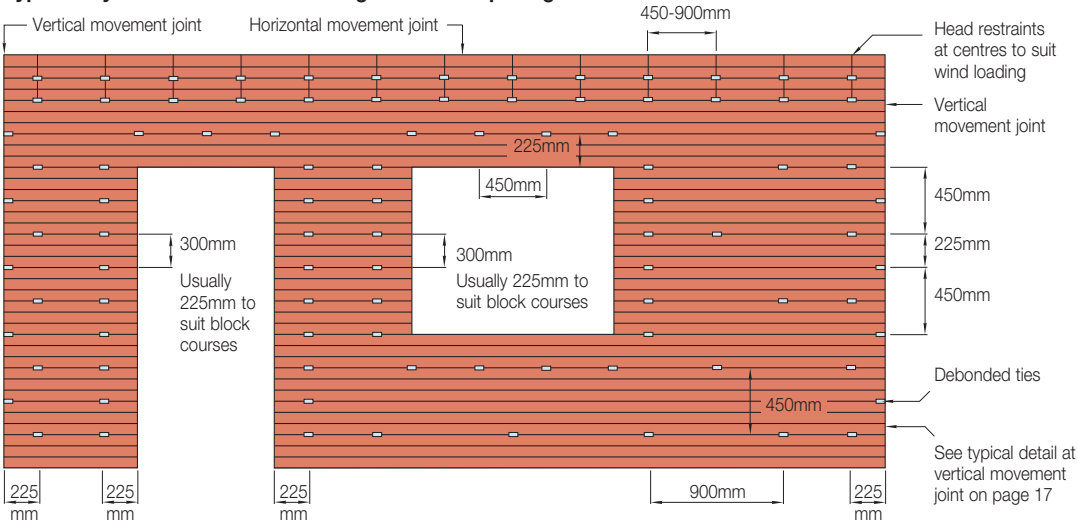 Vertical movement joint
Horizontal movement joint
450-900mm
Head restraints
at centres to suit
wind loading
Vertical
movement joint
225mm
450mm
450mm
300mm
Usually
225mm to
suit block
courses
300mm
Usually 225mm to
suit block courses
225mm
450mm
Debonded ties
450mm
See typical detail at
vertical movement
joint on page 17
225
mm
225
mm
225
mm
900mm
225
mm